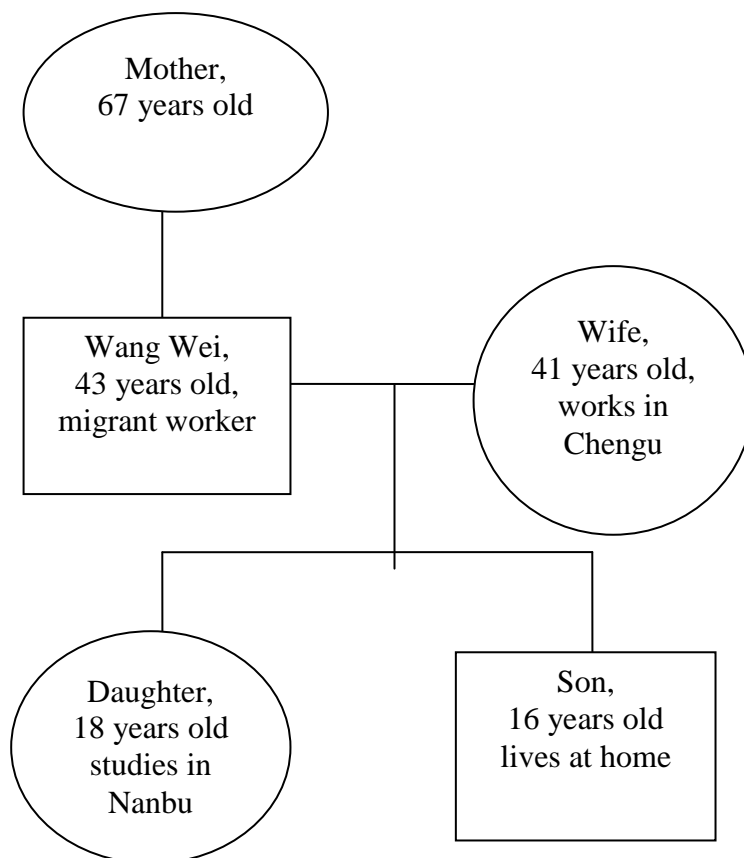 Mother,
67 years old
Wang Wei,
43 years old,
migrant worker
Wife,
41 years old,
works in
Chengu
Daughter,
18 years old
studies in
Nanbu
Son,
16 years old
lives at home